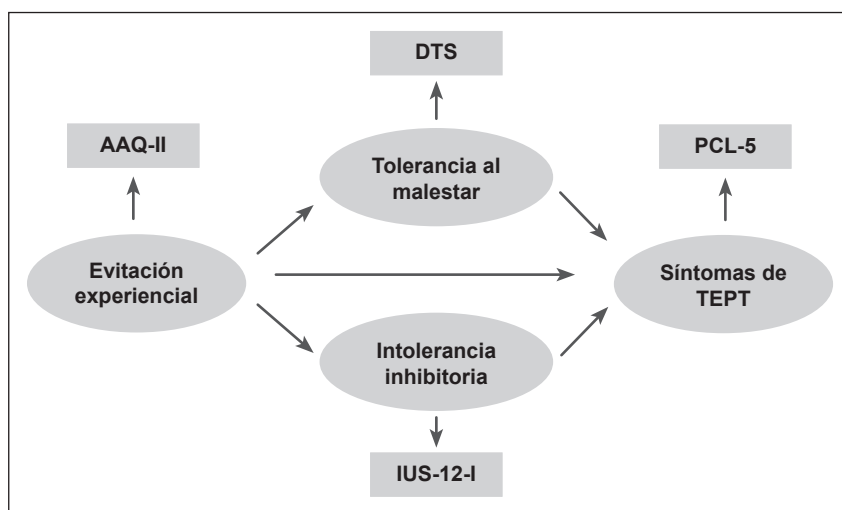 DTS
AAQ-II
PCL-5
Tolerancia al
malestar
Evitación
experiencial
Síntomas de
TEPT
Intolerancia
inhibitoria
IUS-12-I